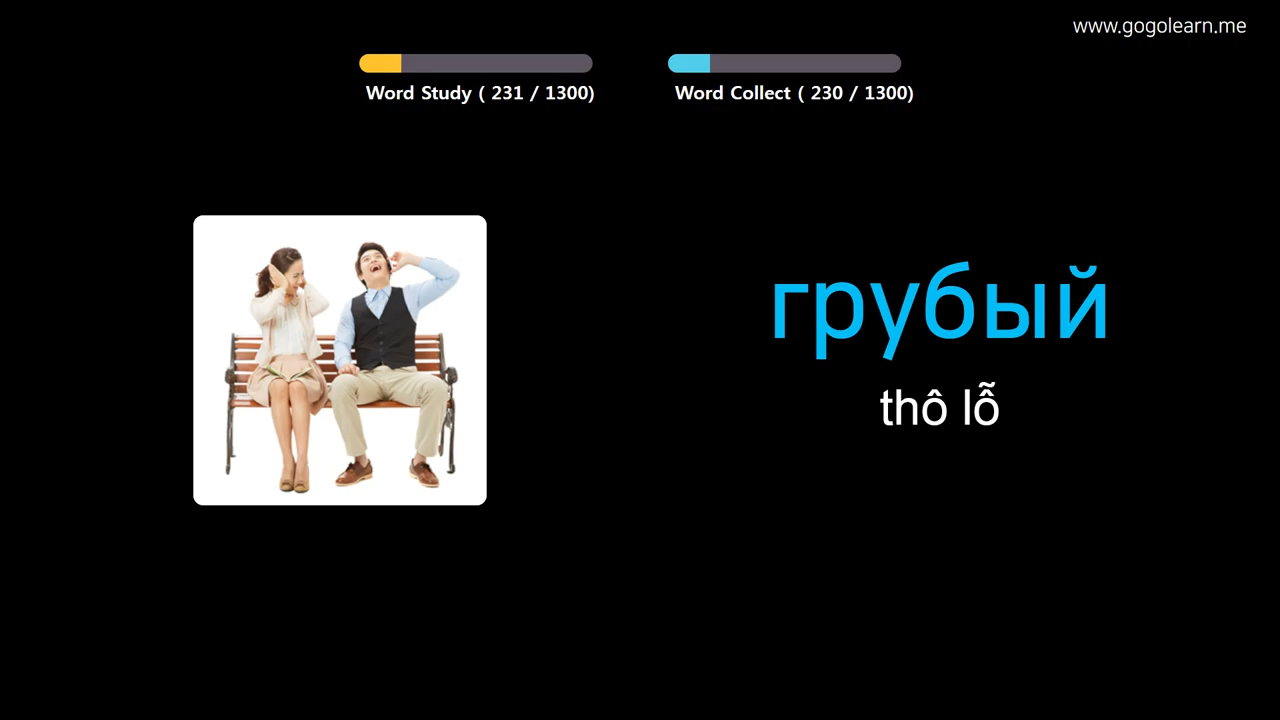 www.gogolearn.me
Word Study ( 231 / 1300)
Word Collect ( 230 / 1300)
грубый
thô lỗ